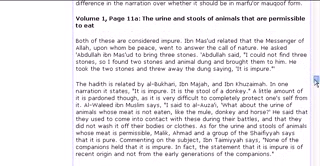 difference in the narration over whether it should be in marfu'or mauqoof form.
Volume 1, Page 11a: The urine and stools of animals that are permissible
to eat
Both of these are considered impure. Ibn Mas'ud related that the Messenger of
Allah, upon whom be peace, went to answer the call of nature. He asked
'Abdullah ibn Mas'ud to bring three stones. 'Abdullah said, "I could not find three
stones, so I found two stones and animal dung and brought them to him. He
took the two stones and threw away the dung saying, 'It is impure."'
The hadith is related by al-Bukhari, Ibn Majah, and Ibn Khuzaimah. In one
narration it states, "It is impure. It is the stool of a donkey." A little amount of
it is pardoned though, as it is very difficult to completely protect one's self from
it. Al-Waleed ibn Muslim says, "I said to al-Auza'i, 'What about the urine of
animals whose meat is not eaten, like the mule, donkey and horse?' He said that
they used to come into contact with these during their battles, and that they
did not wash it off their bodies or clothes. As for the urine and stools of animals
whose meat is permissible, Malik, Ahmad and a group of the Shaifiyyah says
that it is pure. Commenting on the subject, Ibn Taimiyyah says, "None of the
companions held that it is impure. In fact, the statement that it is impure is of
recent origin and not from the early generations of the companions."